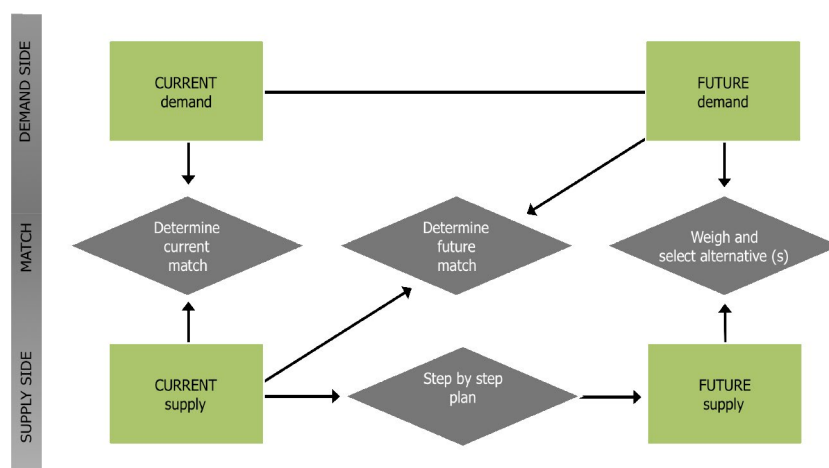 DEMAND SIDE
CURRENT
demand
FUTURE
demand
MATCH
Determine
current
match
Determine
future
match
Weigh and
select alternative (s)
SUPPLY SIDE
CURRENT
supply
Step by step
plan
FUTURE
supply